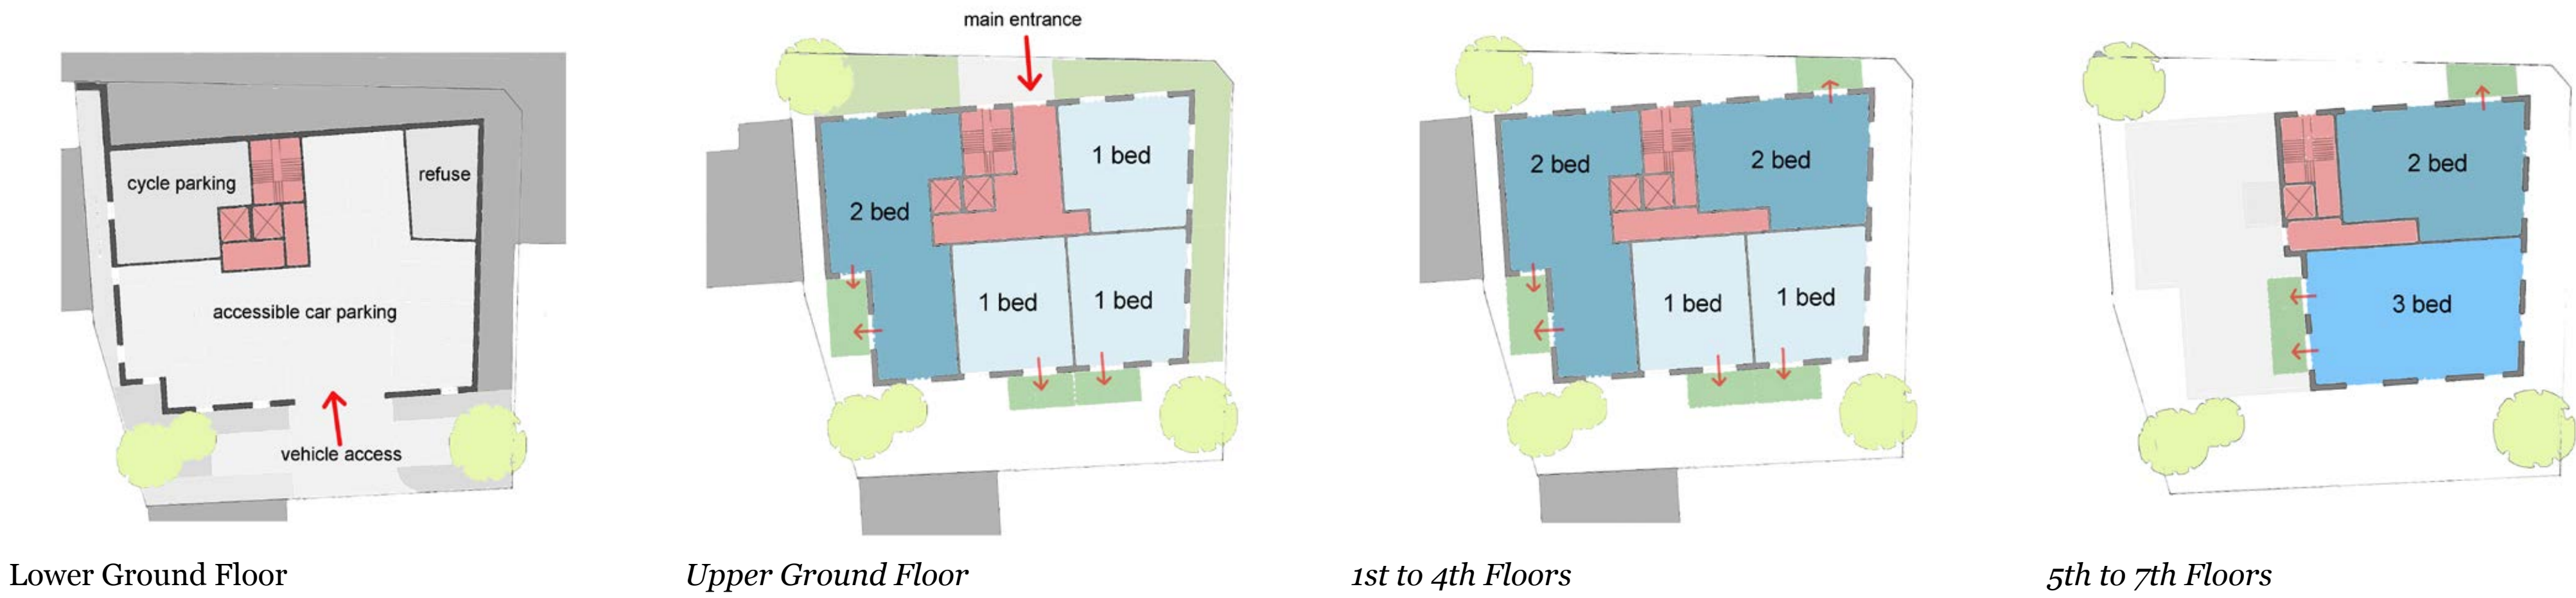 cycle parking
refuse
accessible car parking
vehicle access
Lower Ground Floor
main entrance
1 bed
2 bed
1 bed
1 bed
Upper Ground Floor
2 bed
2 bed
1 bed
1 bed
1st to 4th Floors
2 bed
3 bed
5th to 7th Floors